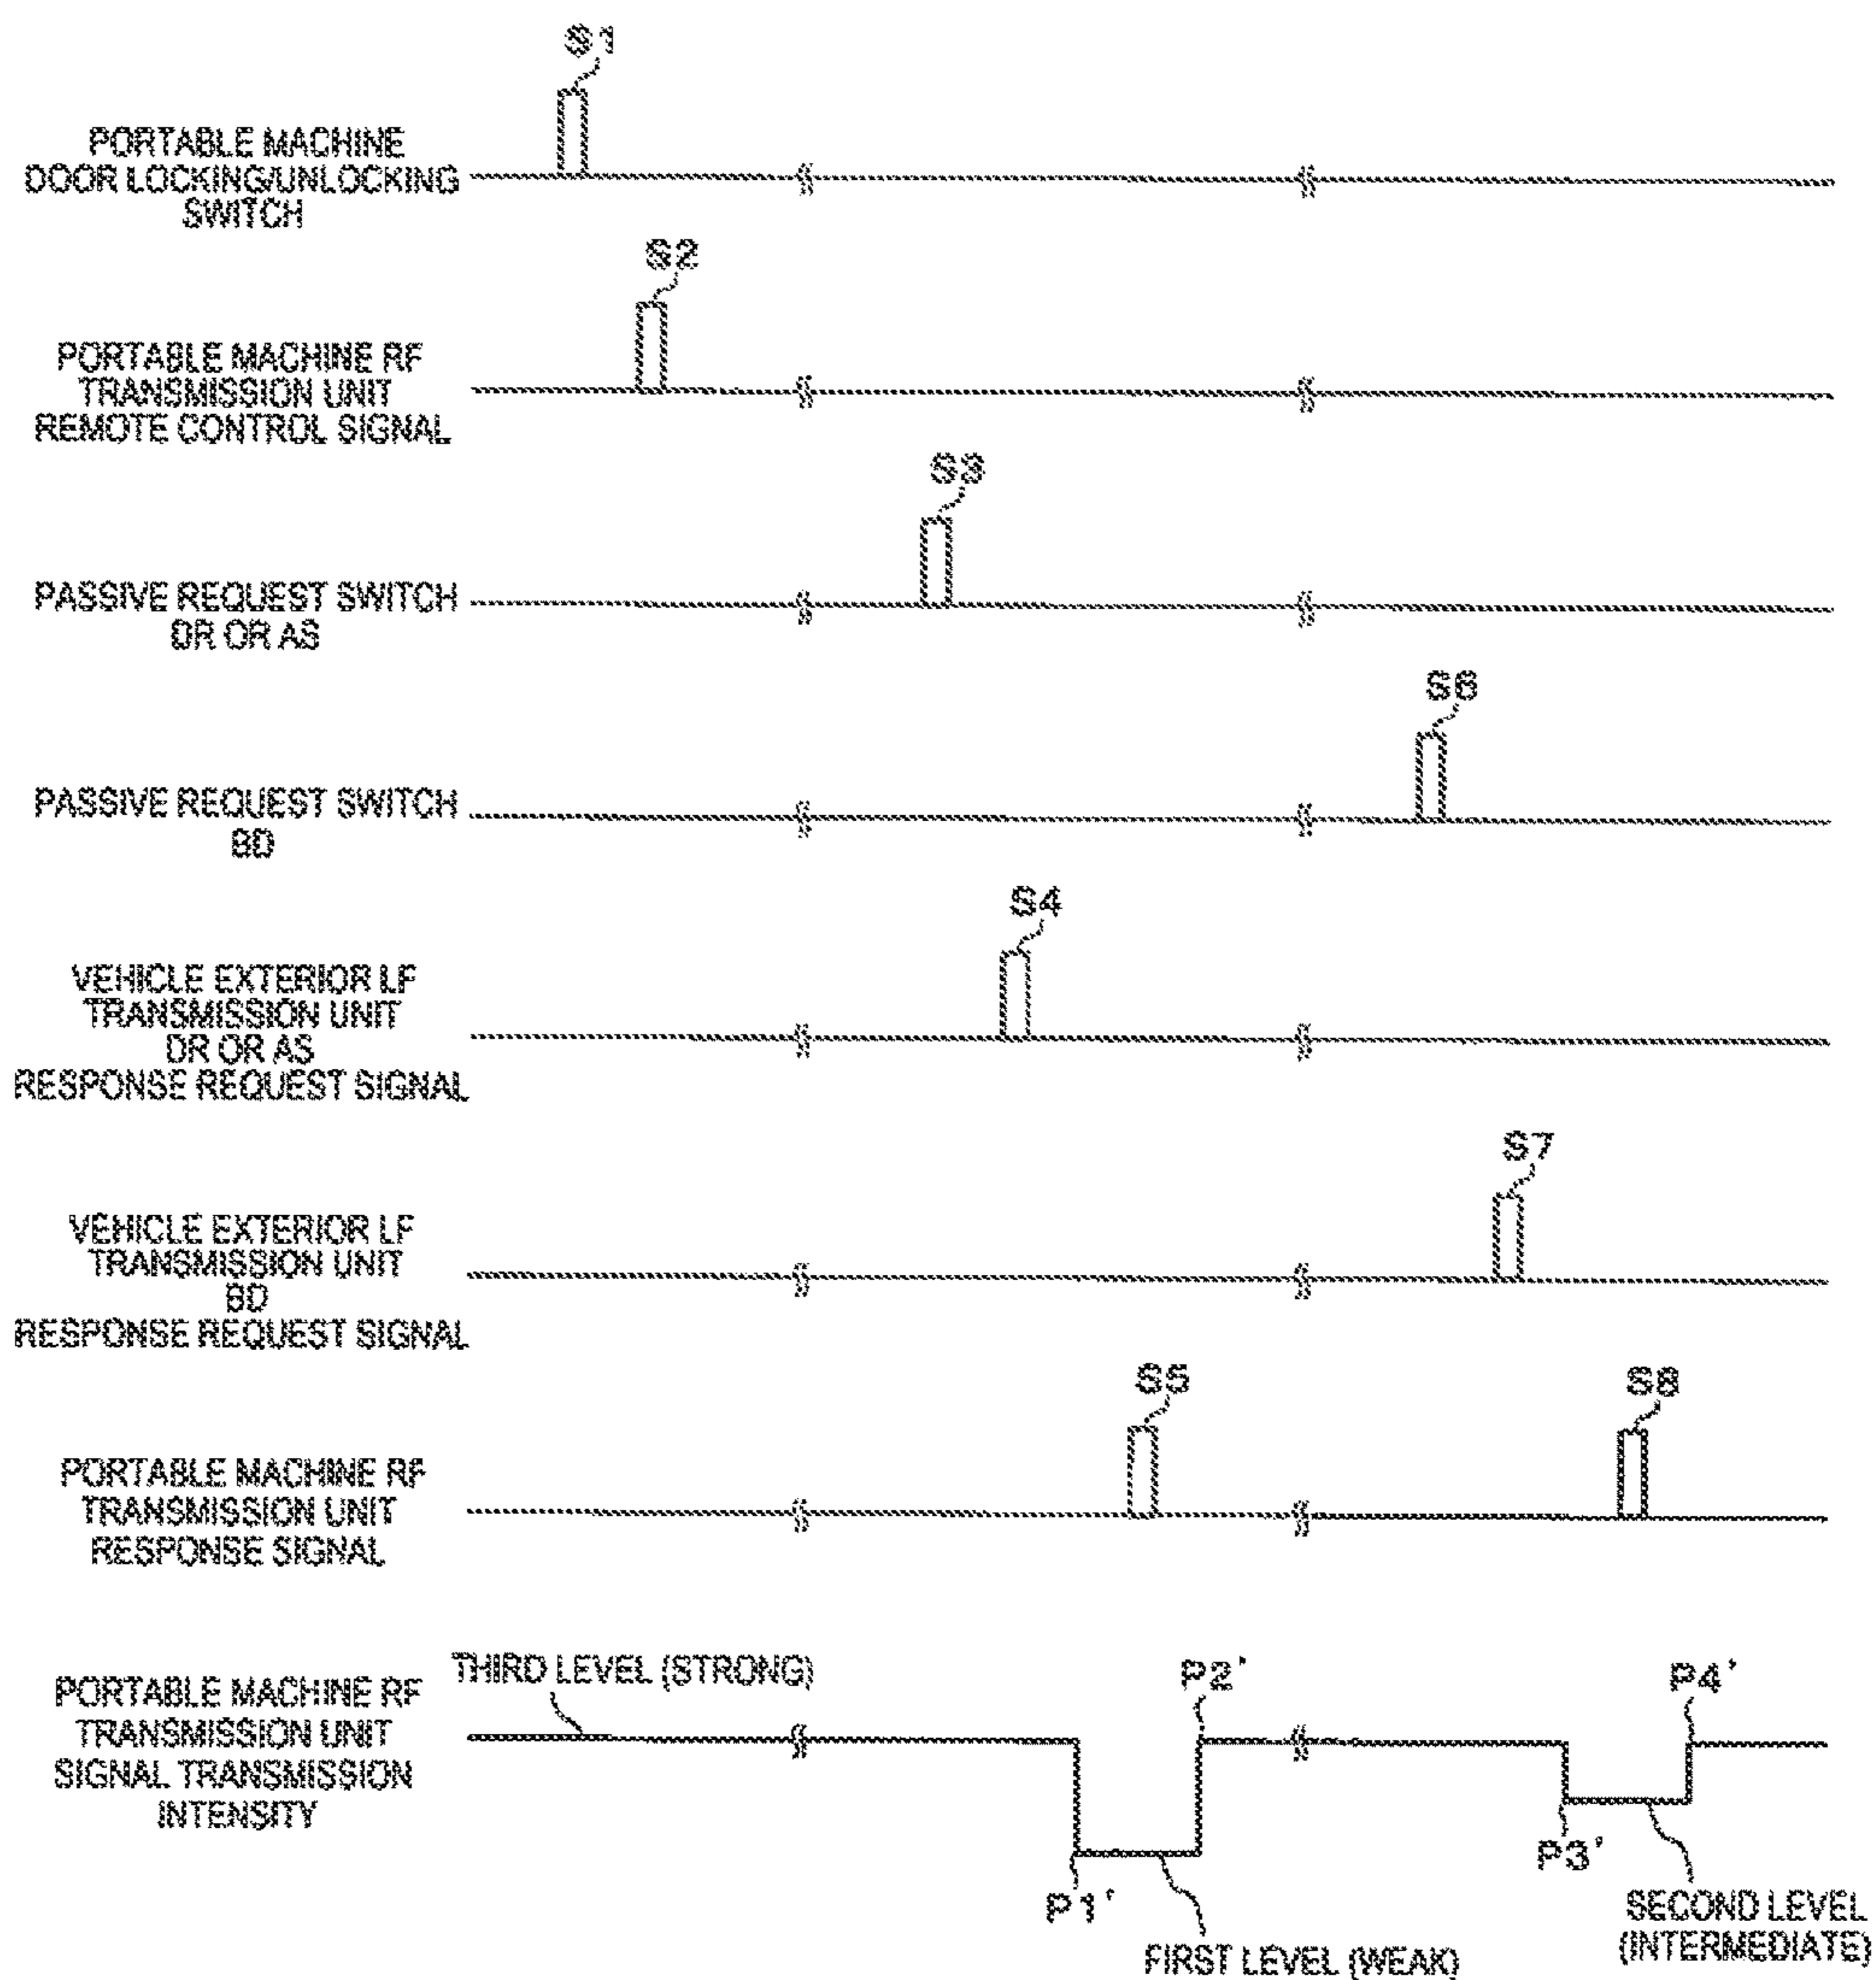 S1
PORTABLE MACHINE
DOOR LOCKING/UNLOCKING
SWITCH
S2
PORTABLE MACHINE RF
TRANSMISSION UNIT
REMOTE CONTROL SIGNAL
S3
PASSIVE REQUEST SWITCH
DR OR AS
S6
PASSIVE REQUEST SWITCH
BD
S4
VEHICLE EXTERIOR LF
TRANSMISSION UNIT
DR OR AS
RESPONSE REQUEST SIGNAL
S7
VEHICLE EXTERIOR LF
TRANSMISSION UNIT
BD
RESPONSE REQUEST SIGNAL
S5
S8
PORTABLE MACHINE RF
TRANSMISSION UNIT
RESPONSE SIGNAL
THIRD LEVEL (STRONG)
P2'
P4'
PORTABLE MACHINE RF
TRANSMISSION UNIT
SIGNAL TRANSMISSION
INTENSITY
P1'
P3'
FIRST LEVEL (WEAK)
SECOND LEVEL
(INTERMEDIATE)